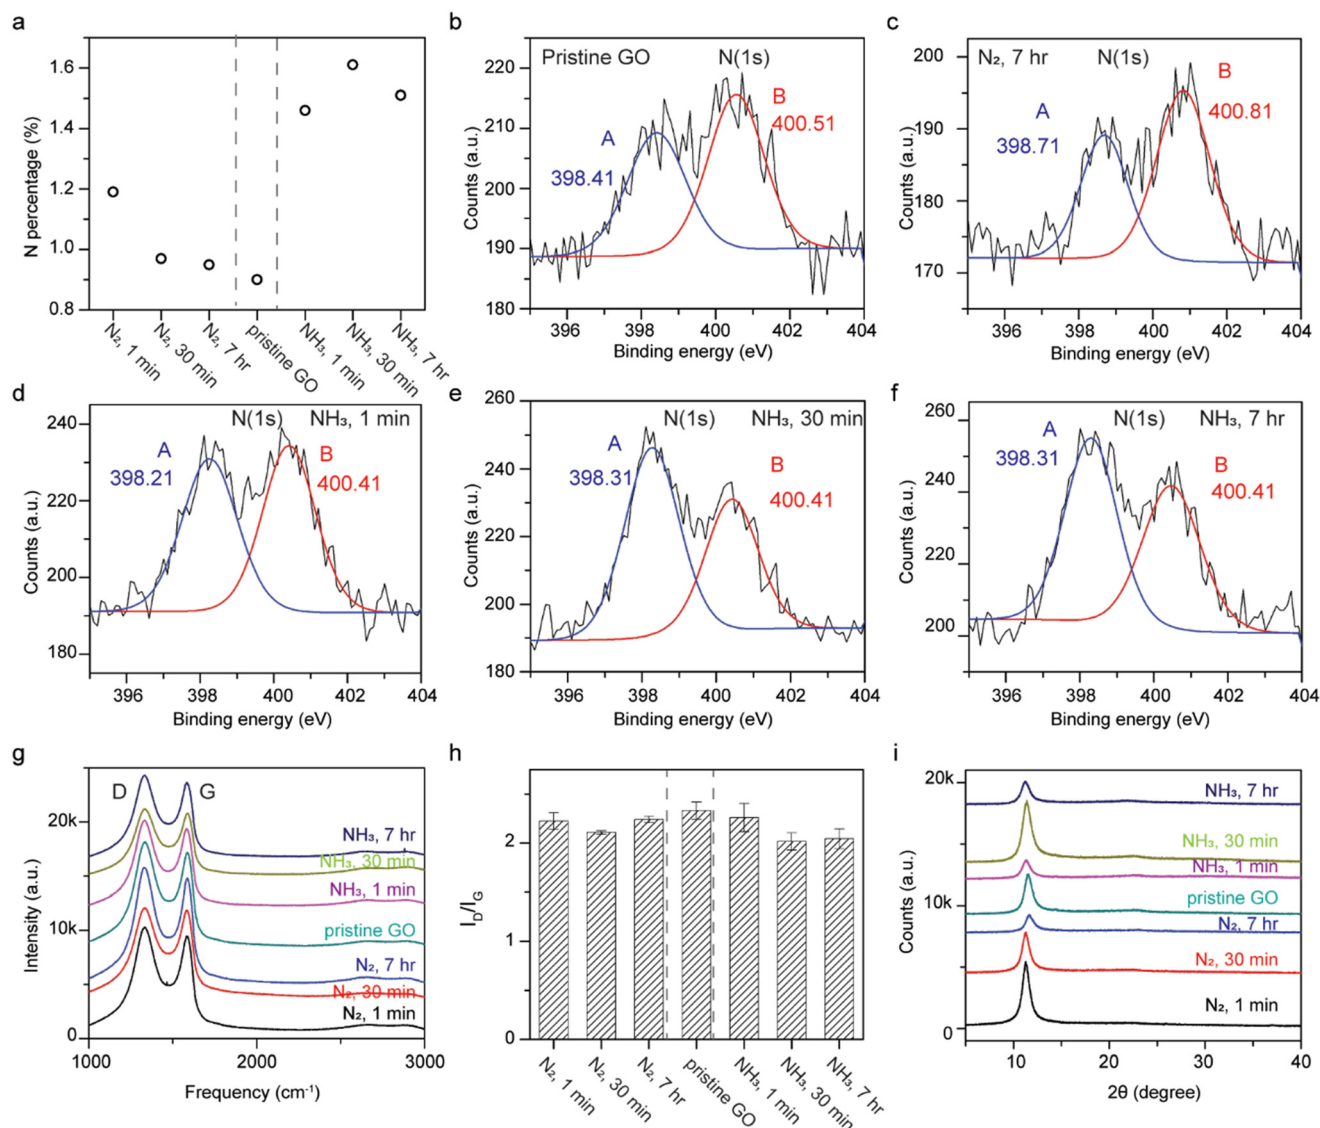 a
N percentage (%)
1.6
1.4
1.2
1.0
0.8
N₂, 1 min
N₂, 30 min
N₂, 7 hr
pristine GO
NH₃, 1 min
NH₃, 30 min
NH₃, 7 hr
b
Pristine GO N(1s)
A
398.41
B
400.51
Counts (a.u.)
220
210
200
190
180
396 398 400 402 404
Binding energy (eV)
c
N₂, 7 hr N(1s)
A
398.71
B
400.81
Counts (a.u.)
200
190
180
170
396 398 400 402 404
Binding energy (eV)
d
N(1s) NH₃, 1 min
A
398.21
B
400.41
Counts (a.u.)
240
220
200
180
396 398 400 402 404
Binding energy (eV)
e
N(1s) NH₃, 30 min
A
398.31
B
400.41
Counts (a.u.)
260
240
220
200
180
396 398 400 402 404
Binding energy (eV)
f
N(1s) NH₃, 7 hr
A
398.31
B
400.41
Counts (a.u.)
260
240
220
200
396 398 400 402 404
Binding energy (eV)
g
D G
NH₃, 7 hr
NH₃, 30 min
NH₃, 1 min
pristine GO
N₂, 7 hr
N₂, 30 min
N₂, 1 min
Intensity (a.u.)
20k
10k
0
1000 2000 3000
Frequency (cm⁻¹)
h
I_D/I_G
2
1
0
N₂, 1 min
N₂, 30 min
N₂, 7 hr
pristine GO
NH₃, 1 min
NH₃, 30 min
NH₃, 7 hr
i
NH₃, 7 hr
NH₃, 30 min
NH₃, 1 min
pristine GO
N₂, 7 hr
N₂, 30 min
N₂, 1 min
Counts (a.u.)
20k
10k
0
10 20 30 40
2θ (degree)